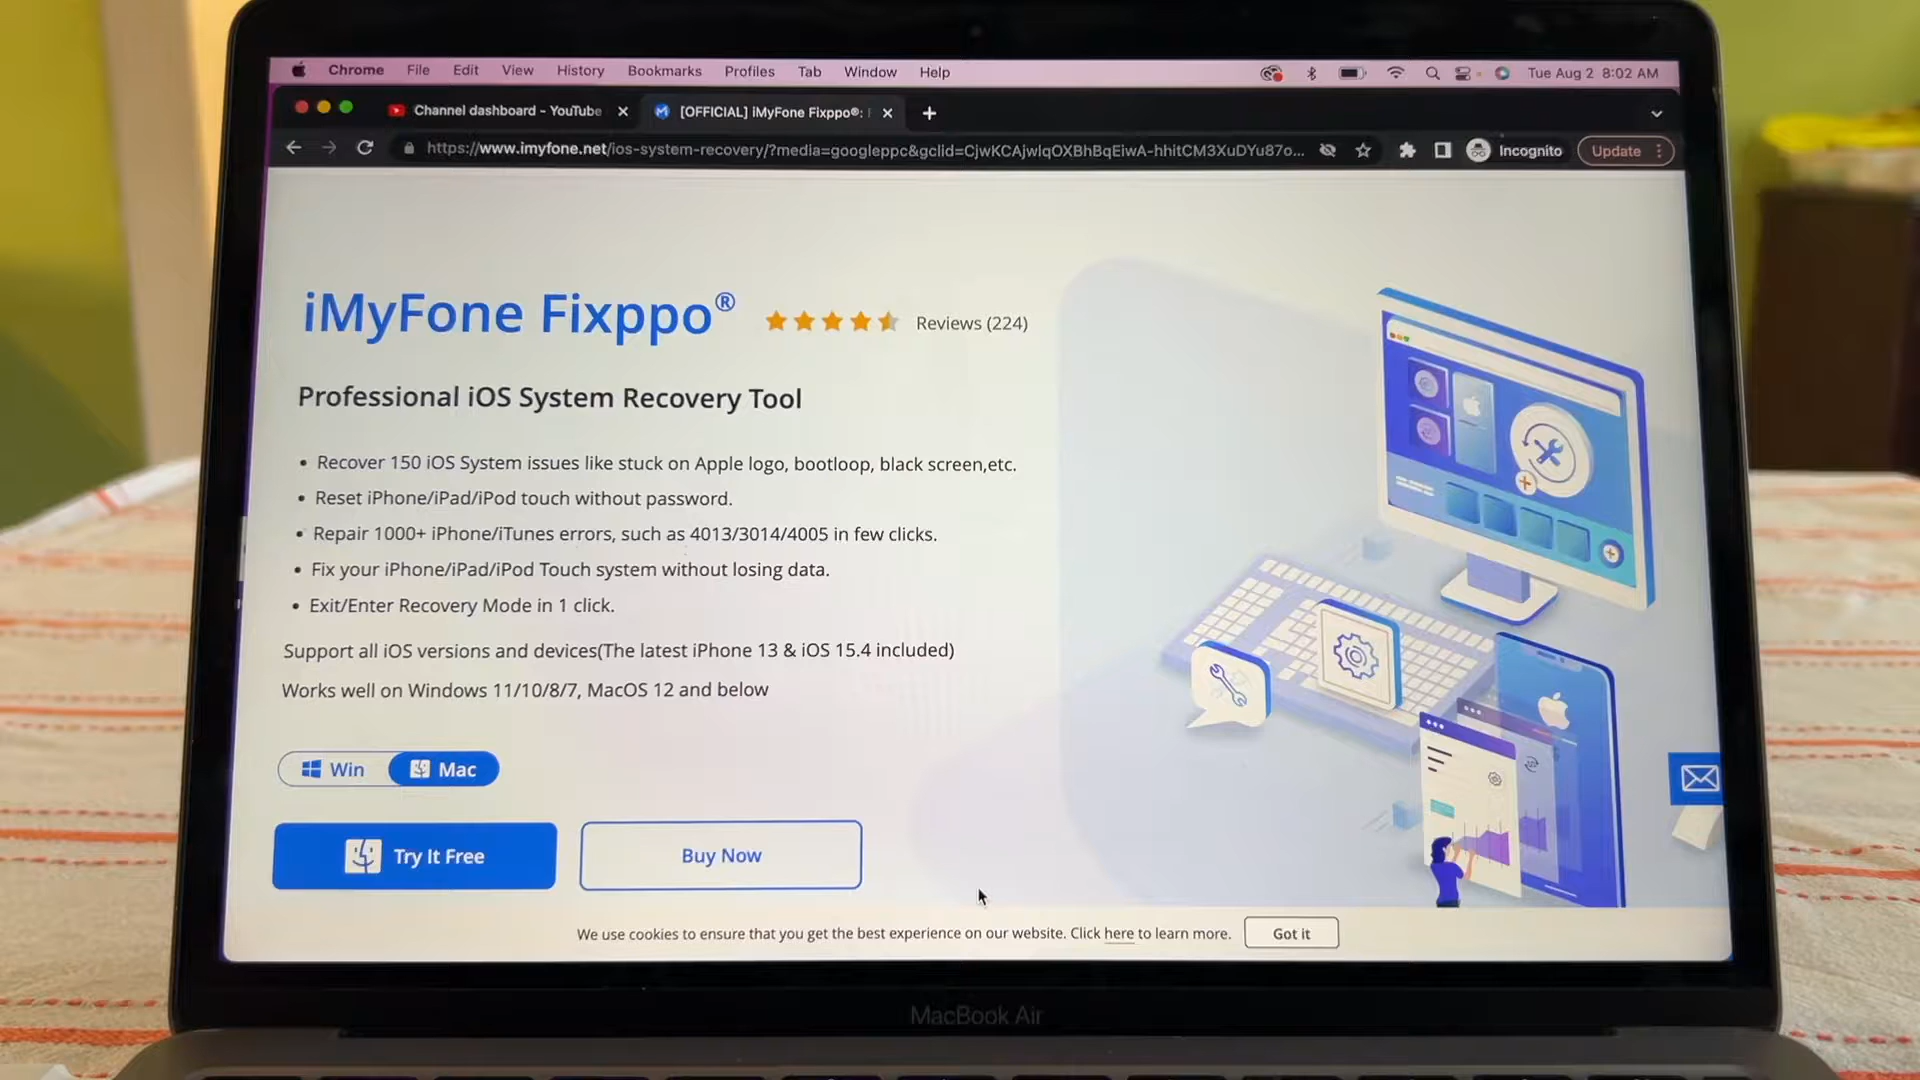 Chrome File Edit View History Bookmarks Profiles Tab Window Help Tue Aug 2 8:02 AM
Channel dashboard - YouTube [OFFICIAL] iMyFone Fixppo®:
https://www.imyfone.net/ios-system-recovery/?media=googleppc&gclid=CjwKCAjwlqOXBhBqEiwA-hhitCM3XuDYu87o... Incognito Update
iMyFone Fixppo® Reviews (224)
Professional iOS System Recovery Tool
• Recover 150 iOS System issues like stuck on Apple logo, bootloop, black screen,etc.
• Reset iPhone/iPad/iPod touch without password.
• Repair 1000+ iPhone/iTunes errors, such as 4013/3014/4005 in few clicks.
• Fix your iPhone/iPad/iPod Touch system without losing data.
• Exit/Enter Recovery Mode in 1 click.
Support all iOS versions and devices(The latest iPhone 13 & iOS 15.4 included)
Works well on Windows 11/10/8/7, MacOS 12 and below
Win Mac
Try It Free Buy Now
We use cookies to ensure that you get the best experience on our website. Click here to learn more. Got it
MacBook Air